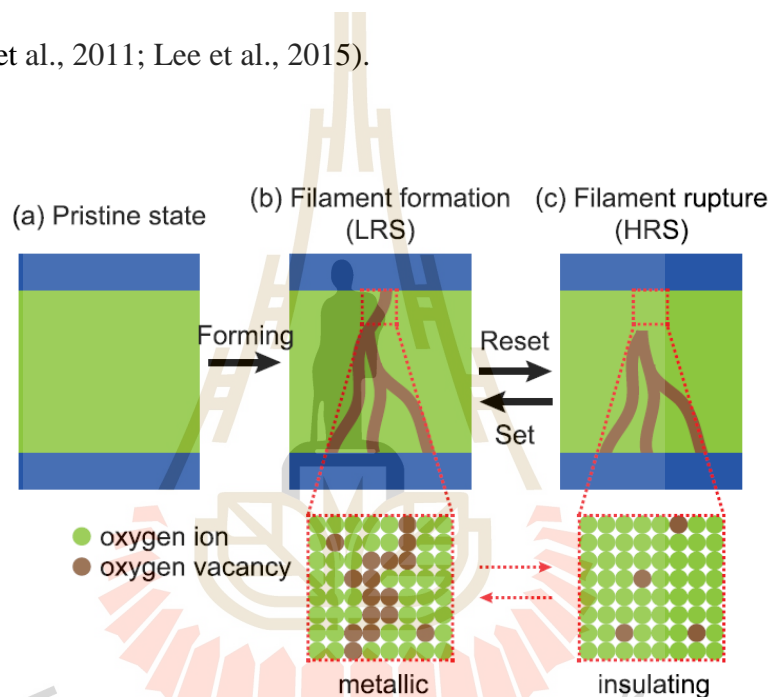 et al., 2011; Lee et al., 2015).
(a) Pristine state
(b) Filament formation
(LRS)
(c) Filament rupture
(HRS)
Forming
Reset
Set
oxygen ion
oxygen vacancy
metallic
insulating